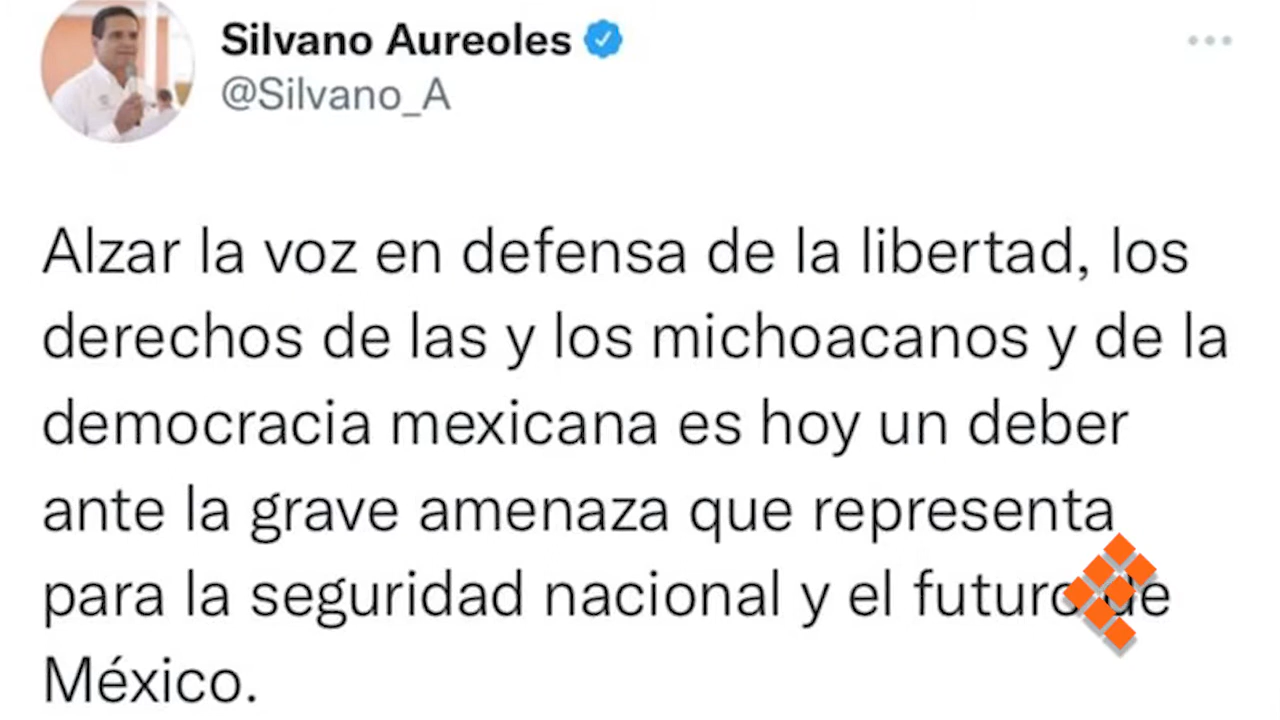 Silvano Aureoles
@Silvano_A
Alzar la voz en defensa de la libertad, los
derechos de las y los michoacanos y de la
democracia mexicana es hoy un deber
ante la grave amenaza que representa
para la seguridad nacional y el futuro de
México.